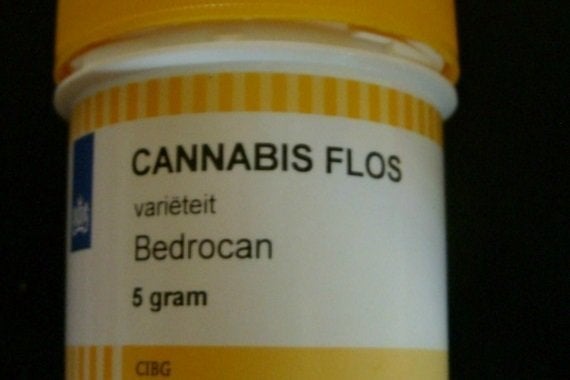 CANNABIS FLOS
variëteit
Bedrocan
5 gram
CIBG